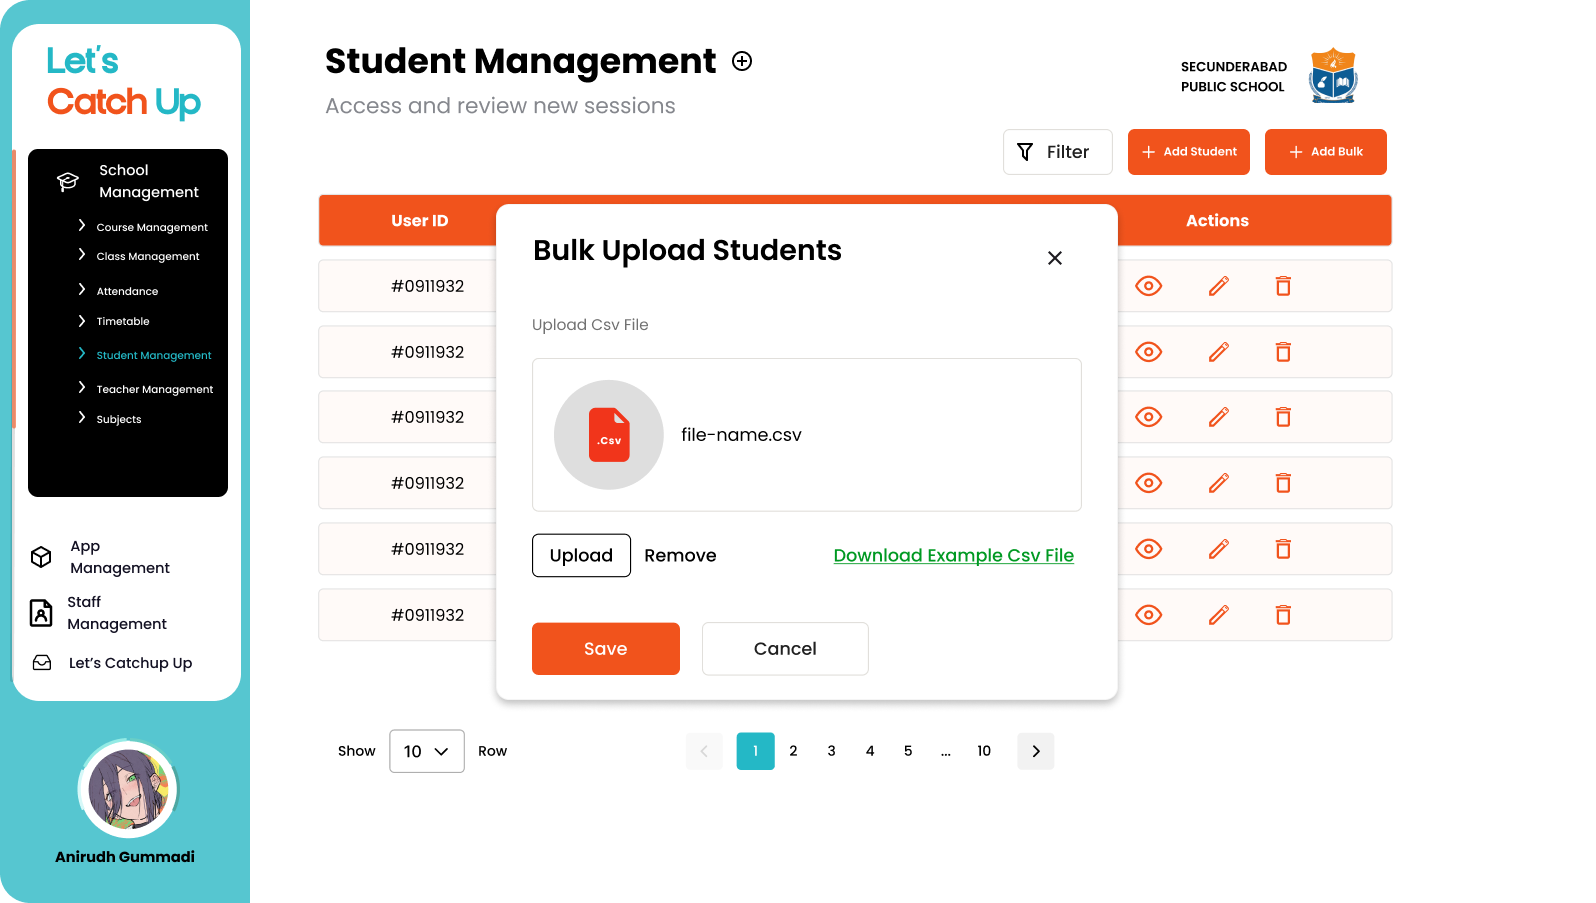 Let's
Catch Up
School
Management
Course Management
Class Management
Attendance
Timetable
Student Management
Teacher Management
Subjects
App
Management
Staff
Management
Let's Catchup Up
Anirudh Gummadi
Student Management
Access and review new sessions
SECUNDERABAD
PUBLIC SCHOOL
Filter
+ Add Student
+ Add Bulk
User ID
Actions
#0911932
#0911932
#0911932
#0911932
#0911932
#0911932
Bulk Upload Students
Upload Csv File
.Csv
file-name.csv
Upload
Remove
Download Example Csv File
Save
Cancel
Show 10 Row
1 2 3 4 5 ... 10